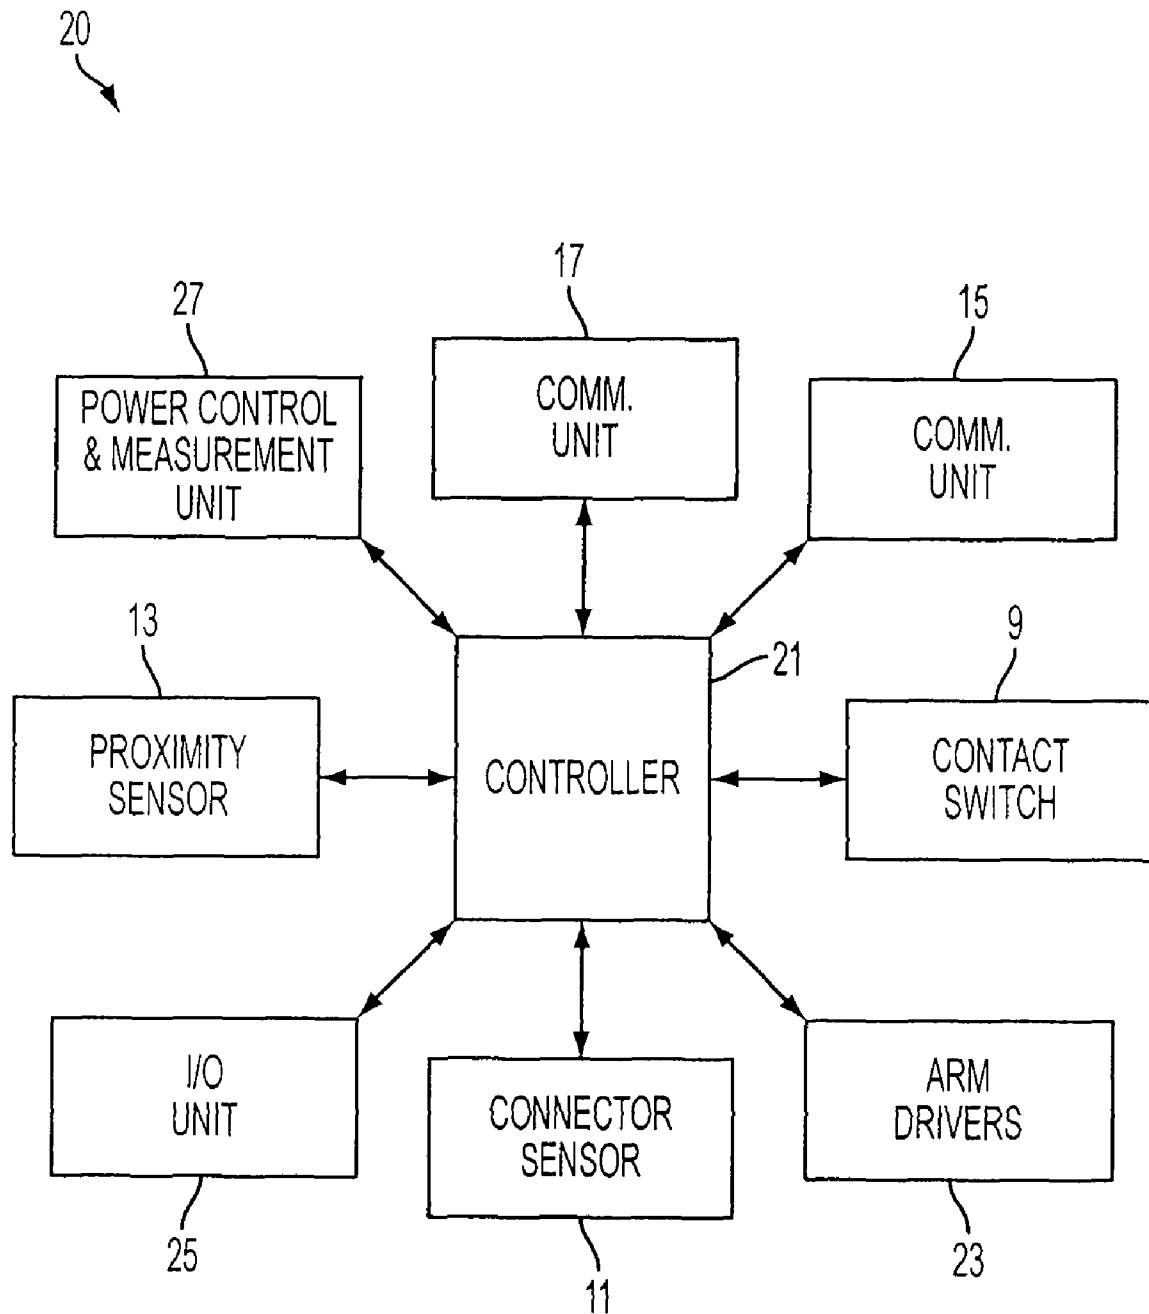 20
17
27
15
POWER CONTROL
& MEASUREMENT
UNIT
COMM.
UNIT
COMM.
UNIT
13
21
9
PROXIMITY
SENSOR
CONTROLLER
CONTACT
SWITCH
I/O
UNIT
CONNECTOR
SENSOR
ARM
DRIVERS
25
11
23